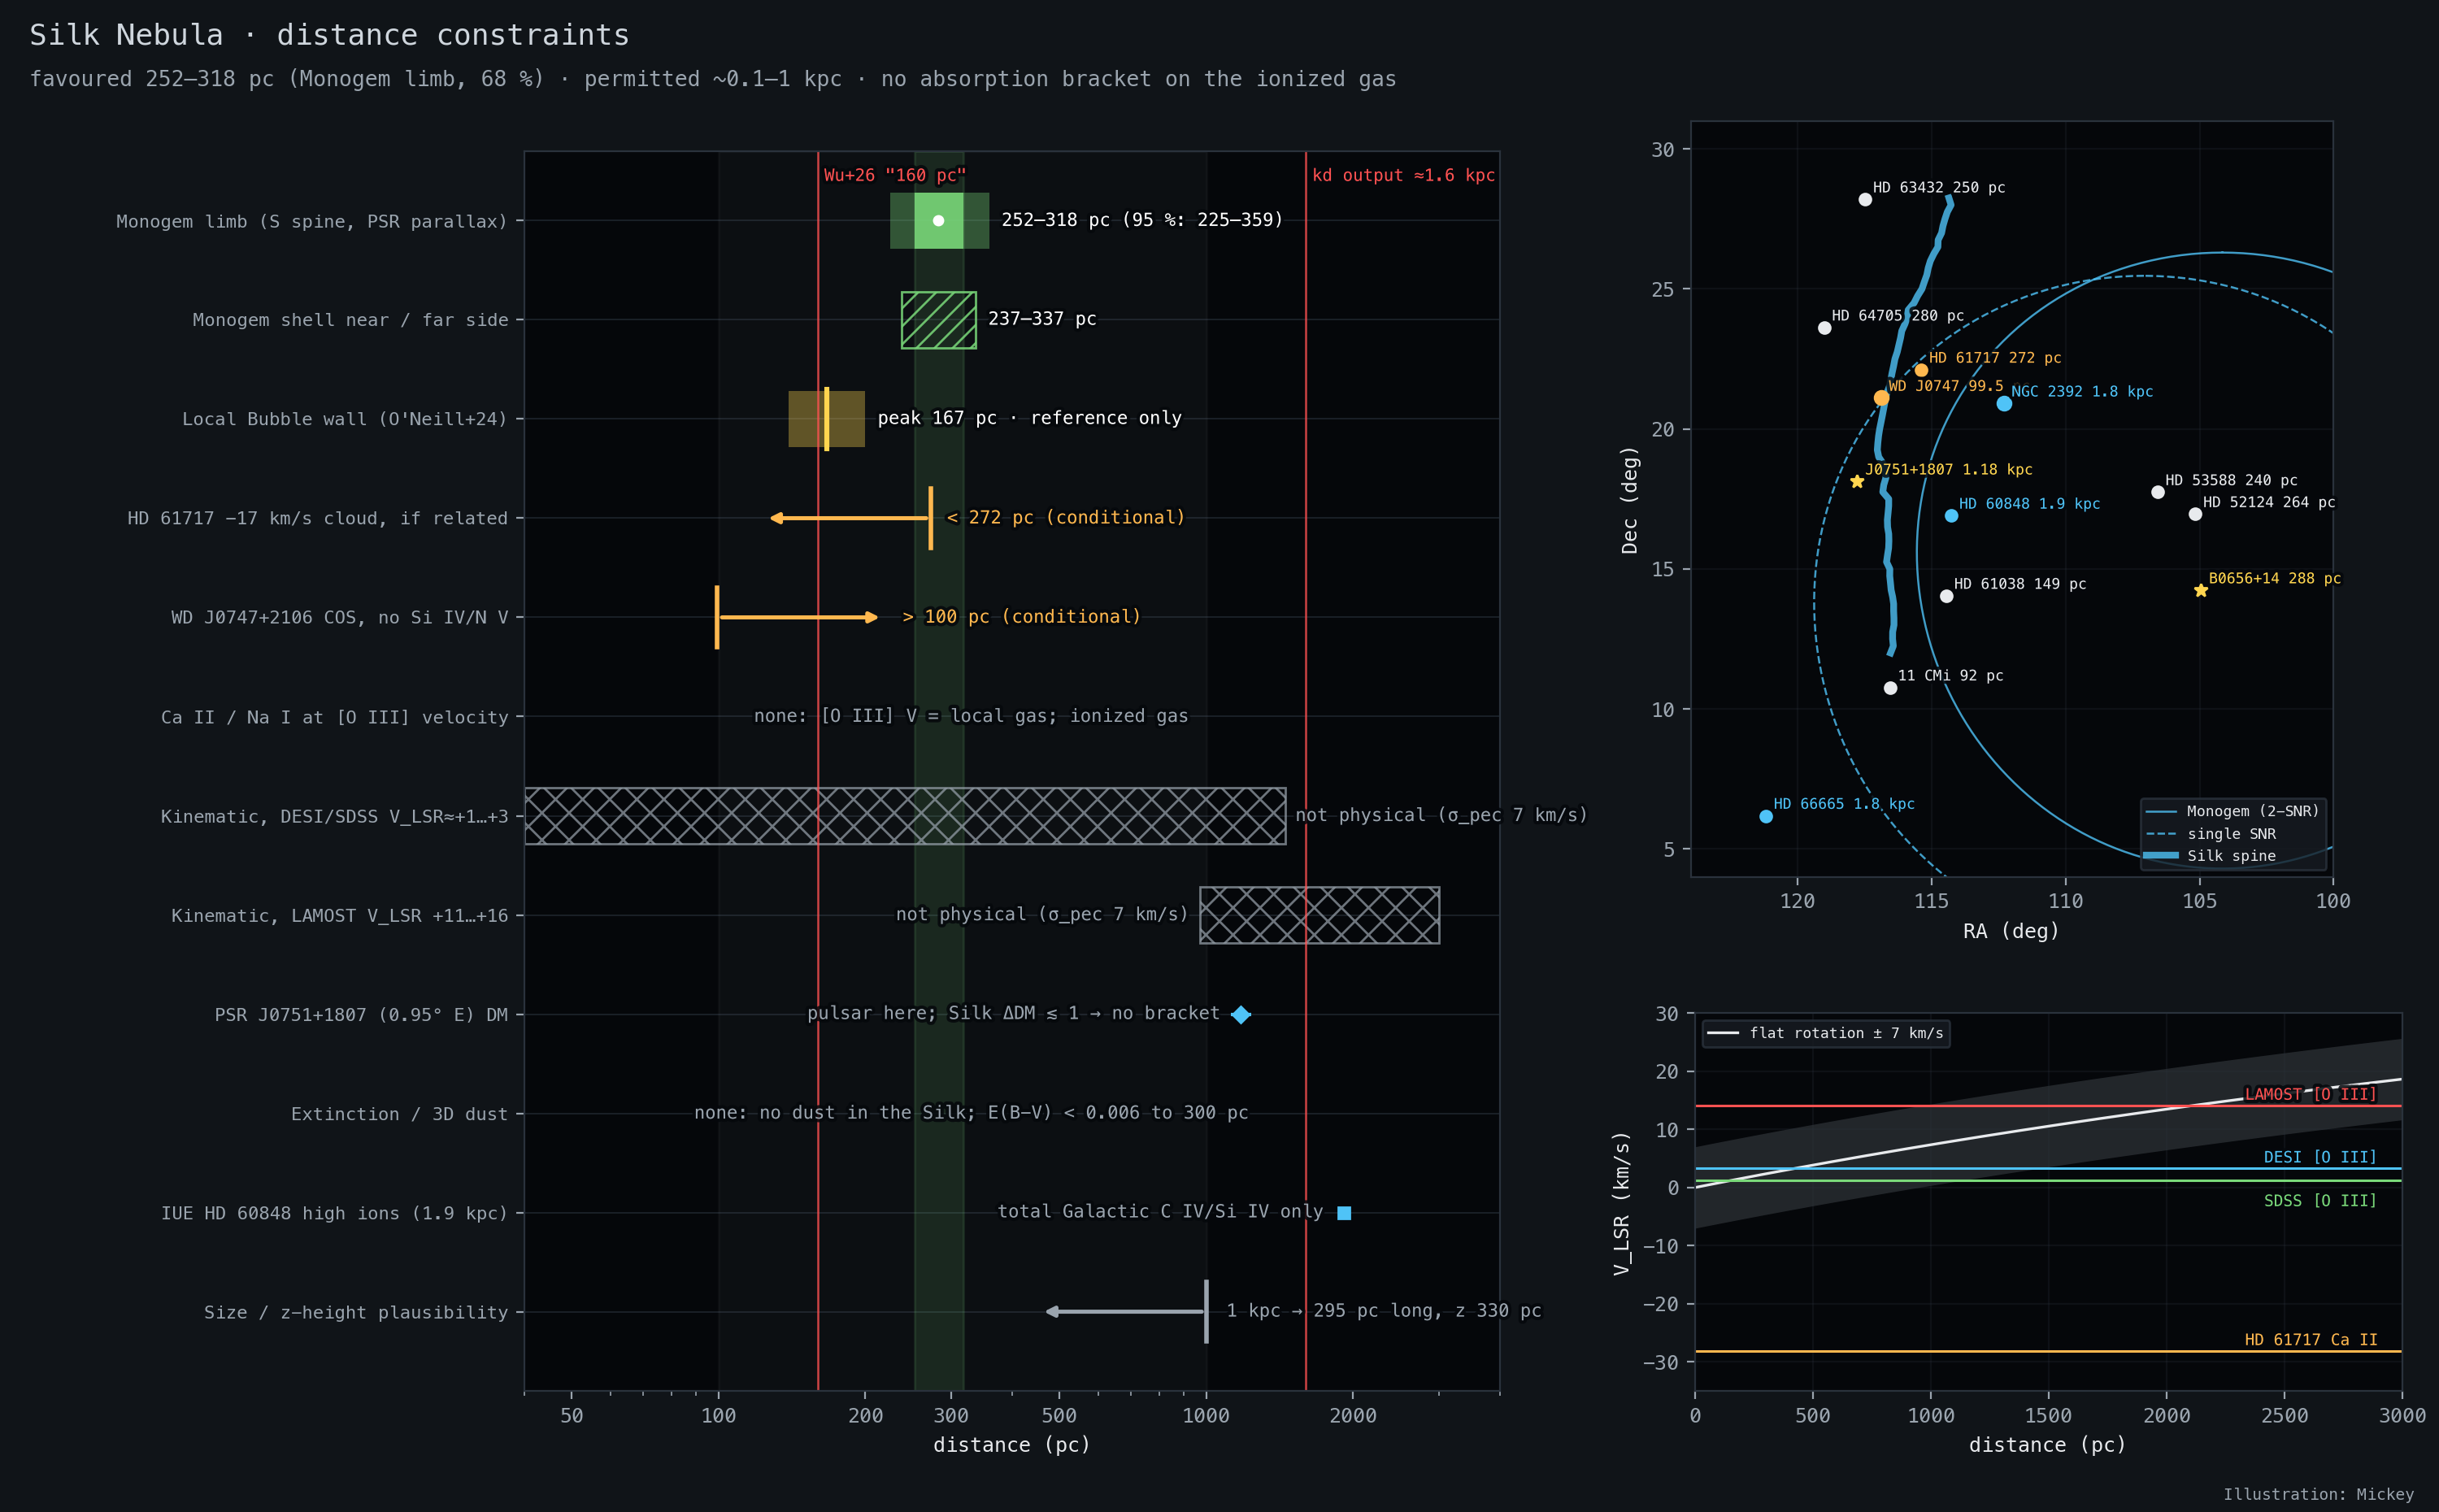 Silk Nebula · distance constraints
favoured 252–318 pc (Monogem limb, 68 %) · permitted ~0.1–1 kpc · no absorption bracket on the ionized gas
Wu+26 "160 pc"
kd output ≈1.6 kpc
Monogem limb (S spine, PSR parallax)
252–318 pc (95 %: 225–359)
Monogem shell near / far side
237–337 pc
Local Bubble wall (O'Neill+24)
peak 167 pc · reference only
HD 61717 −17 km/s cloud, if related
< 272 pc (conditional)
WD J0747+2106 COS, no Si IV/N V
> 100 pc (conditional)
Ca II / Na I at [O III] velocity
none: [O III] V = local gas; ionized gas
Kinematic, DESI/SDSS V_LSR≈+1…+3
not physical (σ_pec 7 km/s)
Kinematic, LAMOST V_LSR +11…+16
not physical (σ_pec 7 km/s)
PSR J0751+1807 (0.95° E) DM
pulsar here; Silk ΔDM ≲ 1 → no bracket
Extinction / 3D dust
none: no dust in the Silk; E(B−V) < 0.006 to 300 pc
IUE HD 60848 high ions (1.9 kpc)
total Galactic C IV/Si IV only
Size / z−height plausibility
1 kpc → 295 pc long, z 330 pc
50 100 200 300 500 1000 2000
distance (pc)
30
25
20
15
10
5
Dec (deg)
HD 63432 250 pc
HD 64705 280 pc
HD 61717 272 pc
WD J0747 99.5
NGC 2392 1.8 kpc
J0751+1807 1.18 kpc
HD 53588 240 pc
HD 52124 264 pc
HD 60848 1.9 kpc
B0656+14 288 pc
HD 61038 149 pc
11 CMi 92 pc
HD 66665 1.8 kpc
Monogem (2−SNR)
single SNR
Silk spine
120 115 110 105 100
RA (deg)
30
20
10
0
−10
−20
−30
V_LSR (km/s)
flat rotation ± 7 km/s
LAMOST [O III]
DESI [O III]
SDSS [O III]
HD 61717 Ca II
0 500 1000 1500 2000 2500 3000
distance (pc)
Illustration: Mickey